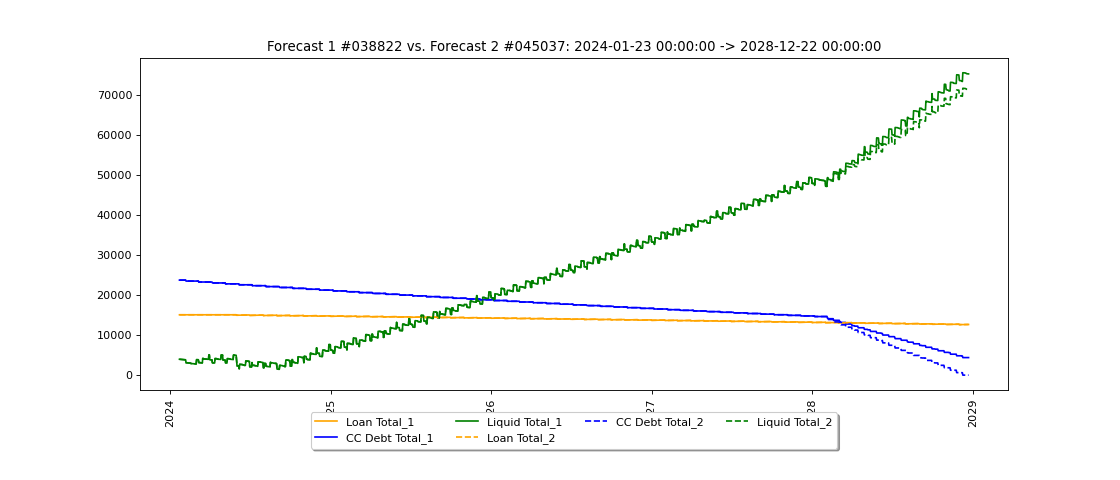 Forecast 1 #038822 vs. Forecast 2 #045037: 2024-01-23 00:00:00 -> 2028-12-22 00:00:00
70000
60000
50000
40000
30000
20000
10000
0
2024
25
26
27
28
2029
Loan Total_1
Liquid Total_1
CC Debt Total_2
Liquid Total_2
CC Debt Total_1
Loan Total_2